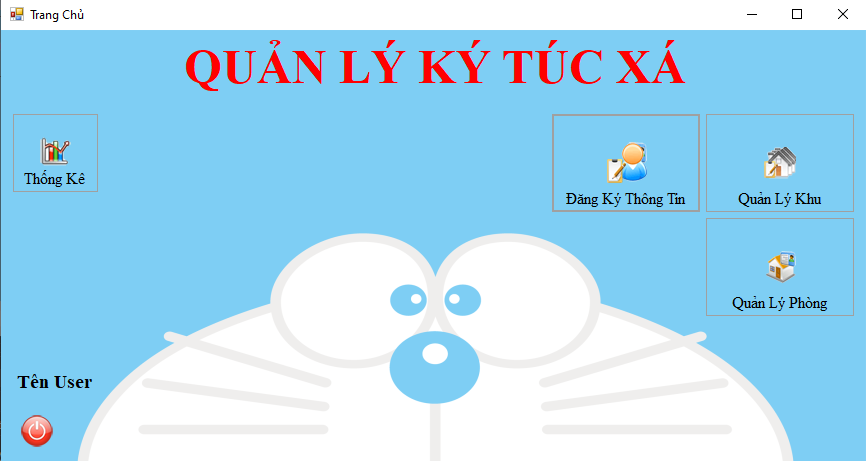 Trang Chủ
QUẢN LÝ KÝ TÚC XÁ
Thống Kê
Đăng Ký Thông Tin
Quản Lý Khu
Quản Lý Phòng
Tên User